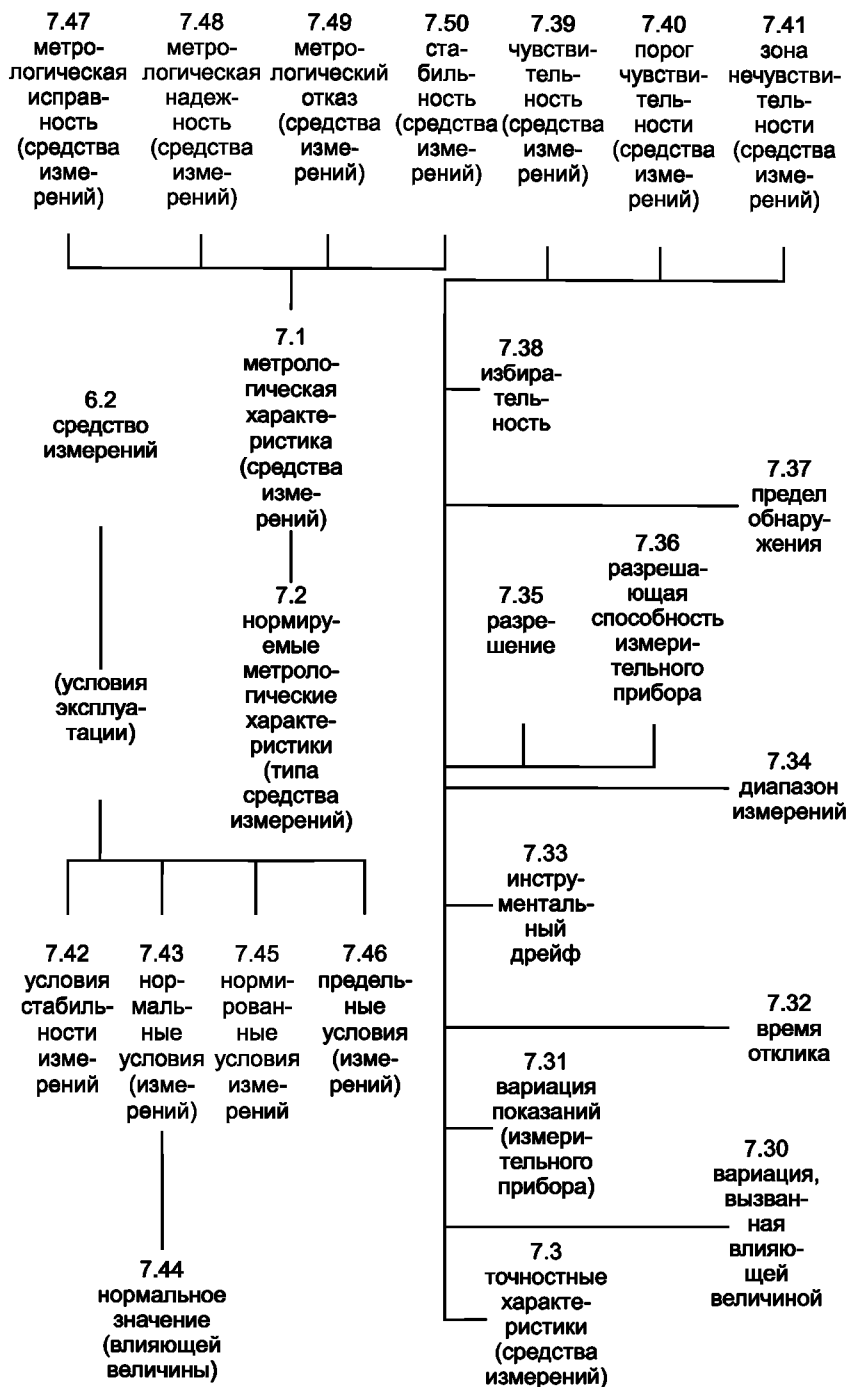 7.47
метро-
логическая
исправ-
ность
(средства
изме-
рений)
7.48
метро-
логическая
надеж-
ность
(средства
изме-
рений)
7.49
метро-
логический
отказ
(средства
изме-
рений)
7.50
ста-
биль-
ность
(средства
изме-
рений)
7.39
чувстви-
тель-
ность
(средства
изме-
рений)
7.40
порог
чувстви-
тель-
ности
(средства
изме-
рений)
7.41
зона
нечувстви-
тель-
ности
(средства
изме-
рений)
7.1
метроло-
гическая
характе-
ристика
(средства
изме-
рений)
7.38
избира-
тель-
ность
6.2
средство
измерений
7.37
предел
обнару-
жения
7.36
разреша-
ющая
способность
измери-
тельного
прибора
7.35
разре-
шение
7.2
нормиру-
емые
метроло-
гические
характе-
ристики
(типа
средства
измерений)
(условия
эксплуа-
тации)
7.34
диапазон
измерений
7.33
инстру-
менталь-
ный
дрейф
7.42
условия
стабиль-
ности
изме-
рений
7.43
нор-
маль-
ные
условия
(изме-
рений)
7.45
норми-
рован-
ные
условия
изме-
рений
7.46
предель-
ные
условия
(изме-
рений)
7.32
время
отклика
7.31
вариация
показаний
(измери-
тельного
прибора)
7.30
вариация,
вызван-
ная
влияю-
щей
величиной
7.44
нормальное
значение
(влияющей
величины)
7.3
точностные
характе-
ристики
(средства
измерений)